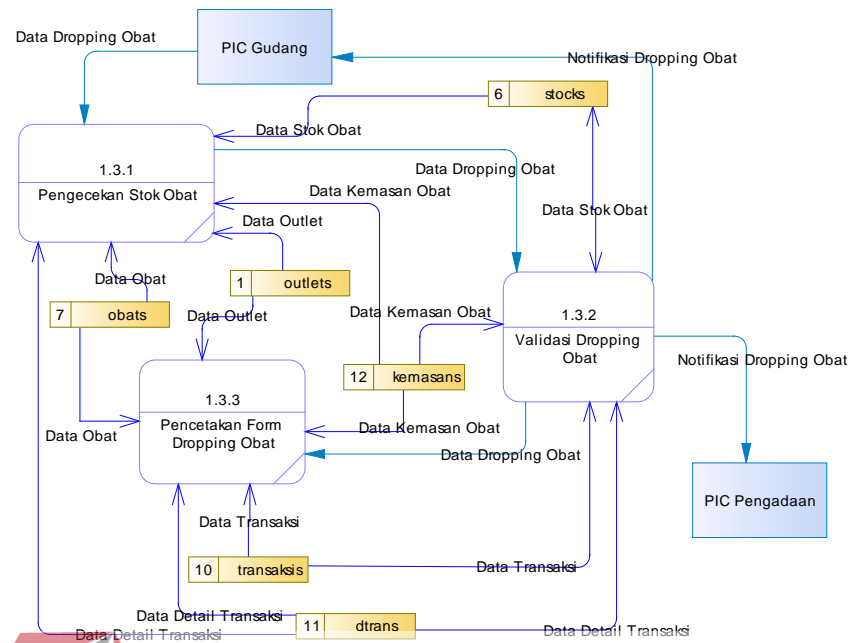 Data Dropping Obat
PIC Gudang
Notifikasi Dropping Obat
6 stocks
Data Stok Obat
1.3.1
Pengecekan Stok Obat
Data Dropping Obat
Data Kemasan Obat
Data Stok Obat
Data Outlet
Data Obat
1 outlets
7 obats
Data Outlet
Data Kemasan Obat
1.3.2
Validasi Dropping
Obat
Notifikasi Dropping Obat
12 kemasans
1.3.3
Pencetakan Form
Dropping Obat
Data Obat
Data Kemasan Obat
Data Dropping Obat
PIC Pengadaan
Data Transaksi
10 transaksis
Data Transaksi
Data Detail Transaksi
11 dtrans
Data Detail Transaksi
Data Detail Transaksi